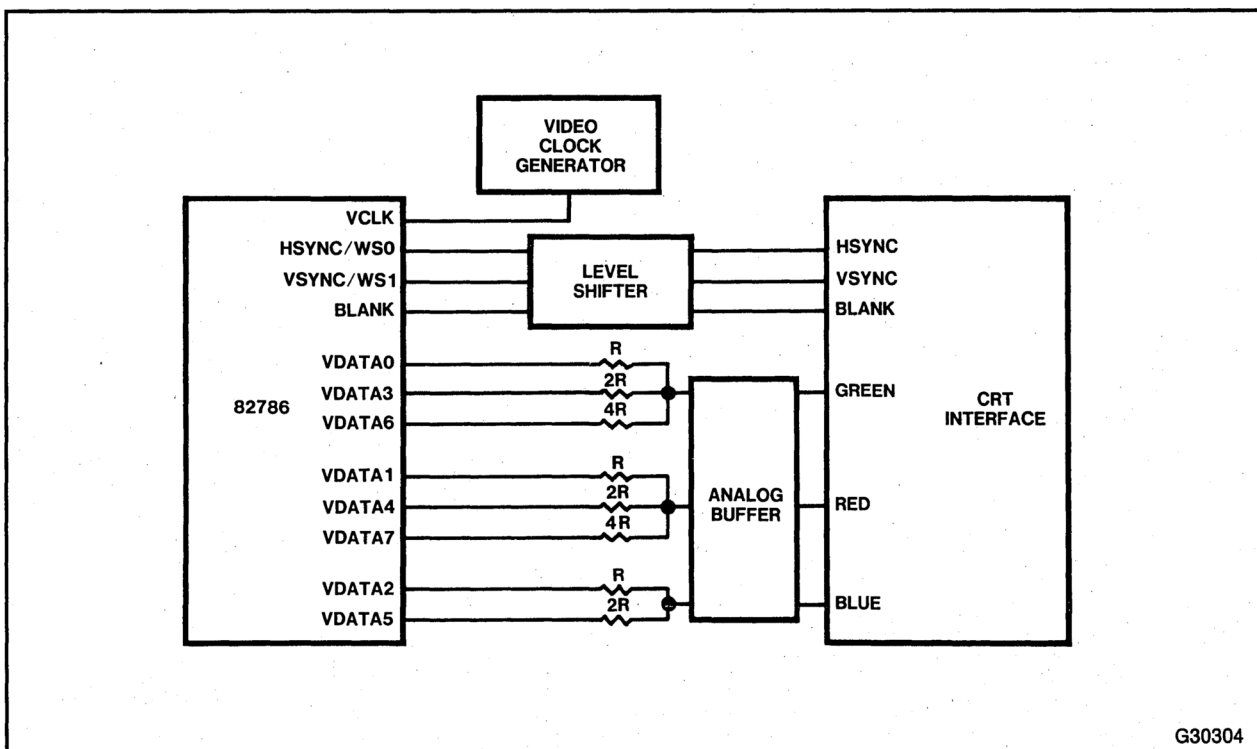 VIDEO
CLOCK
GENERATOR
82786
VCLK
HSYNC/WS0
VSYNC/WS1
BLANK
VDATA0
VDATA3
VDATA6
VDATA1
VDATA4
VDATA7
VDATA2
VDATA5
LEVEL
SHIFTER
R
2R
4R
R
2R
4R
R
2R
ANALOG
BUFFER
HSYNC
VSYNC
BLANK
GREEN
RED
BLUE
CRT
INTERFACE
G30304